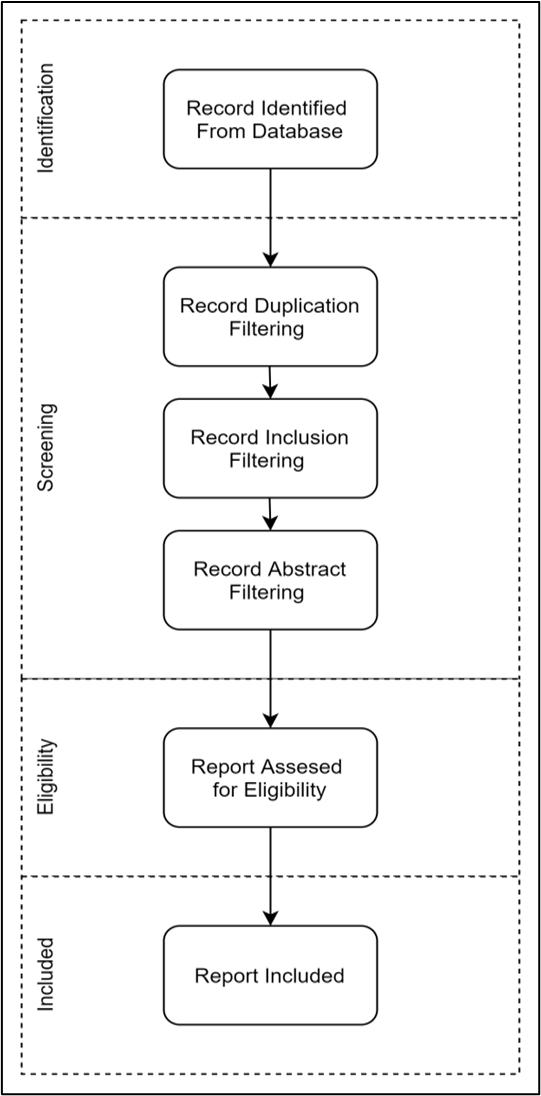 Identification
Record Identified
From Database
Screening
Record Duplication
Filtering
Record Inclusion
Filtering
Record Abstract
Filtering
Eligibility
Report Assesed
for Eligibility
Included
Report Included